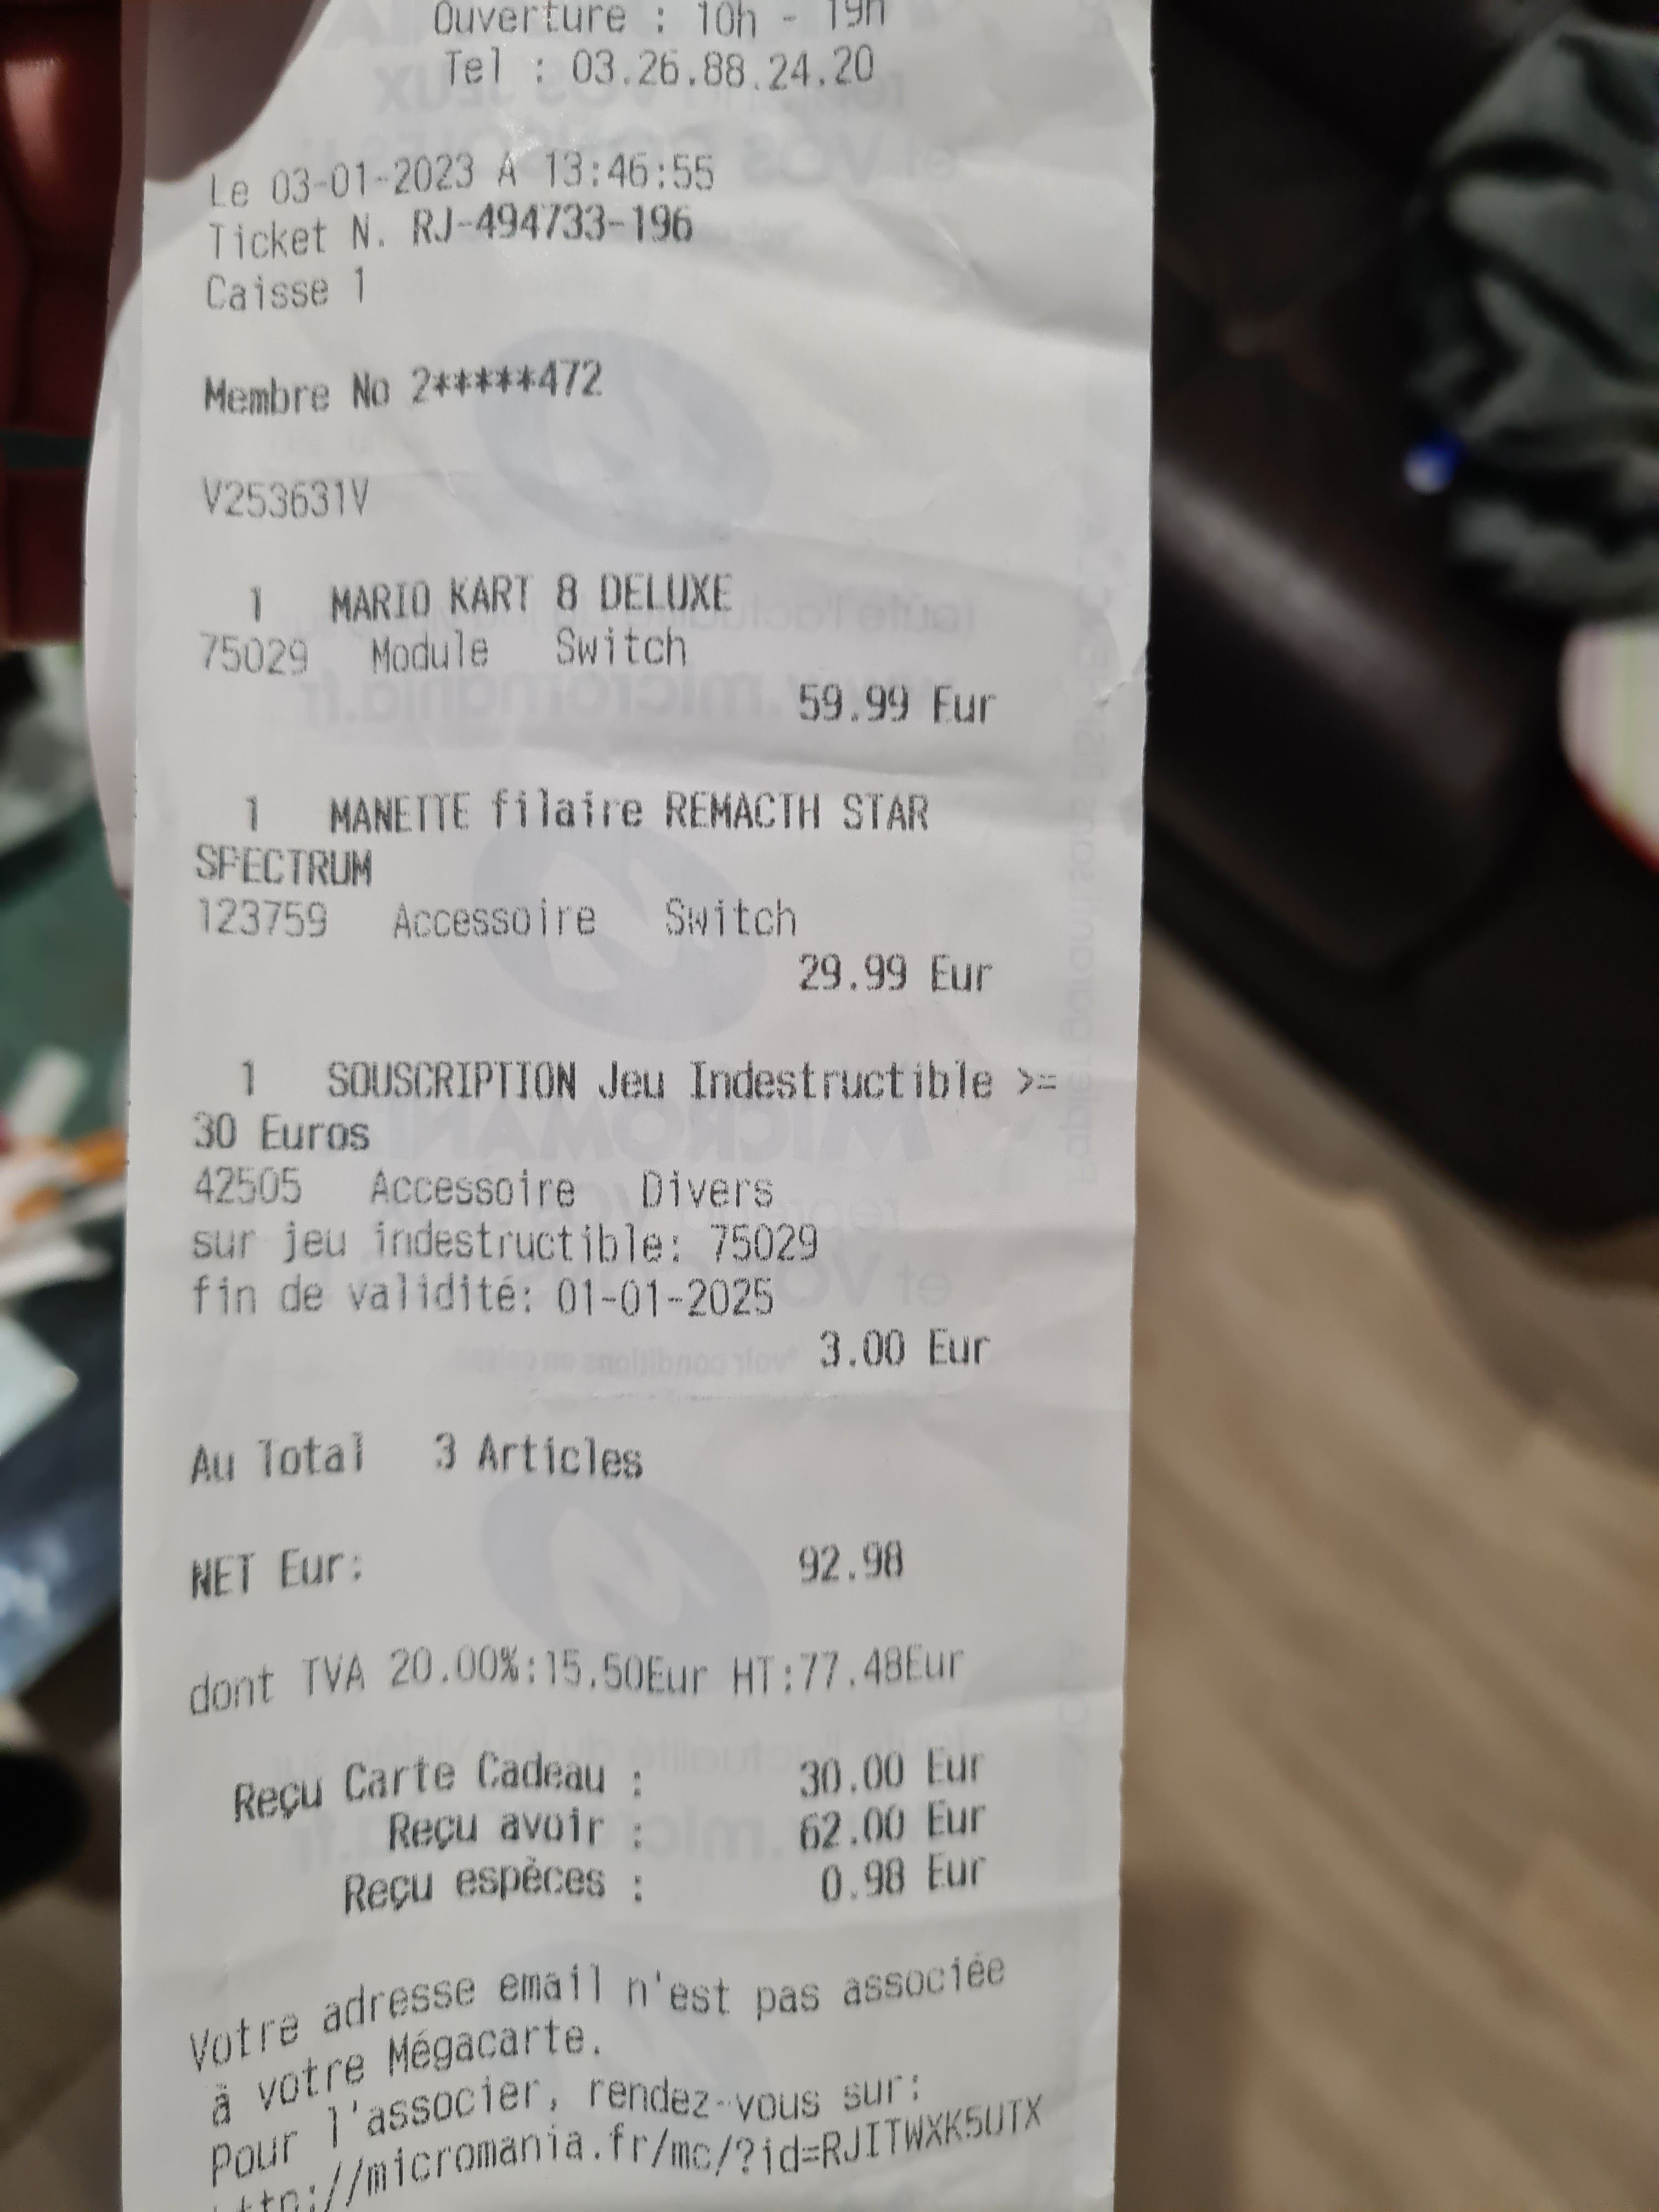 Ouverture : 10h - 19h
Tel : 03.26.88.24.20
Le 03-01-2023 A 13:46:55
Ticket N. RJ-494733-196
Caisse 1
Membre No 2*****472
V253631V
1 MARIO KART 8 DELUXE
75029 Module Switch
59.99 Eur
1 MANETTE filaire REMACTH STAR
SPECTRUM
123759 Accessoire Switch
29.99 Eur
1 SOUSCRIPTION Jeu Indestructible >=
30 Euros
42505 Accessoire Divers
sur jeu indestructible: 75029
fin de validité: 01-01-2025
3.00 Eur
Au Total 3 Articles
NET Eur: 92.98
dont TVA 20.00%:15.50Eur HT:77.48Eur
Reçu Carte Cadeau : 30.00 Eur
Reçu avoir : 62.00 Eur
Reçu espèces : 0.98 Eur
Votre adresse email n'est pas associée
à votre Mégacarte.
Pour l'associer, rendez-vous sur:
http://micromania.fr/mc/?id=RJITWXK5UTX